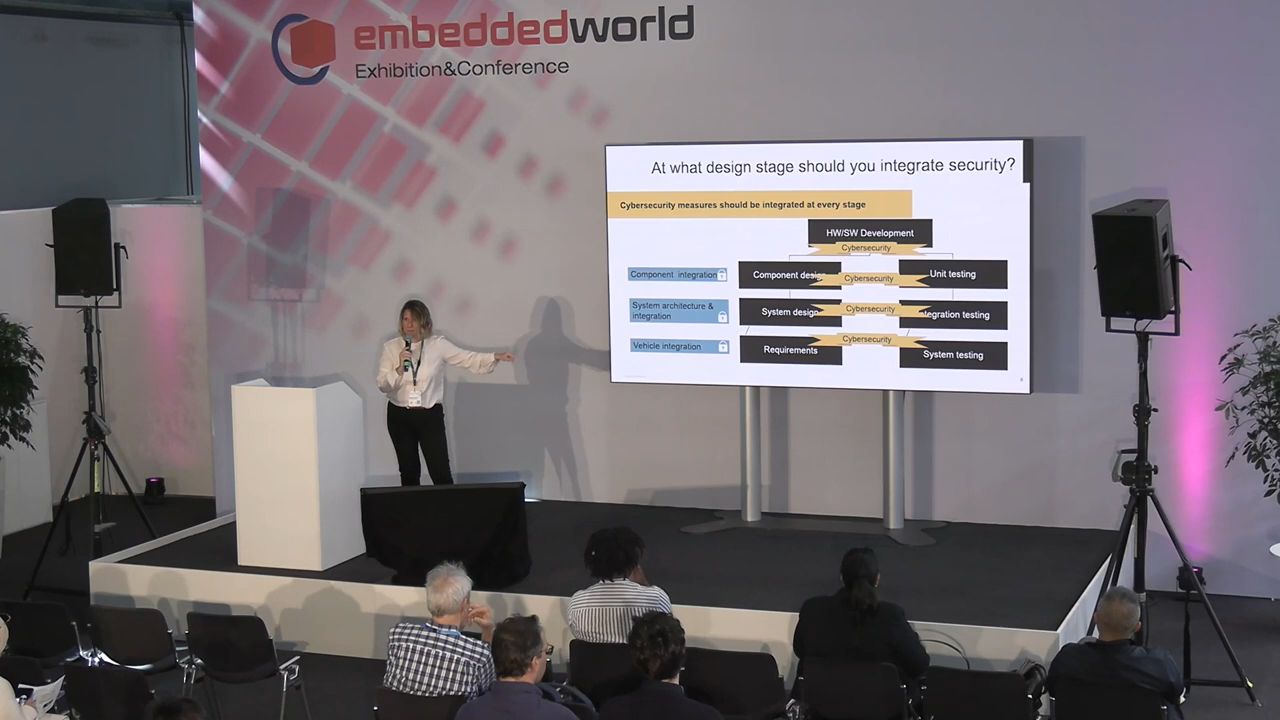 embeddedworld
Exhibition&Conference
At what design stage should you integrate security?
Cybersecurity measures should be integrated at every stage
HW/SW Development
Cybersecurity
Component integration
Component desig
Cybersecurity
Unit testing
System architecture &
integration
System design
Cybersecurity
tegration testing
Vehicle integration
Requirements
Cybersecurity
System testing